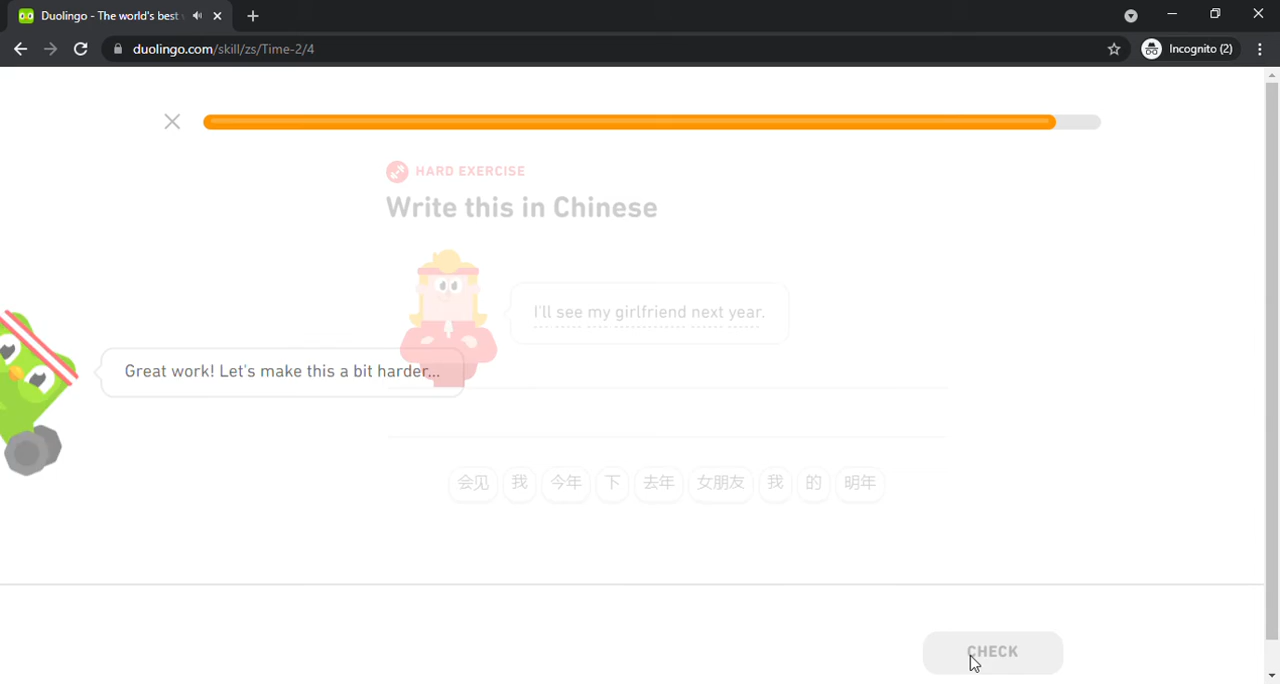 Duolingo - The world's best
duolingo.com/skill/zs/Time-2/4
Incognito (2)
HARD EXERCISE
Write this in Chinese
I'll see my girlfriend next year.
Great work! Let's make this a bit harder...
会见 我 今年 下 去年 女朋友 我 的 明年
CHECK